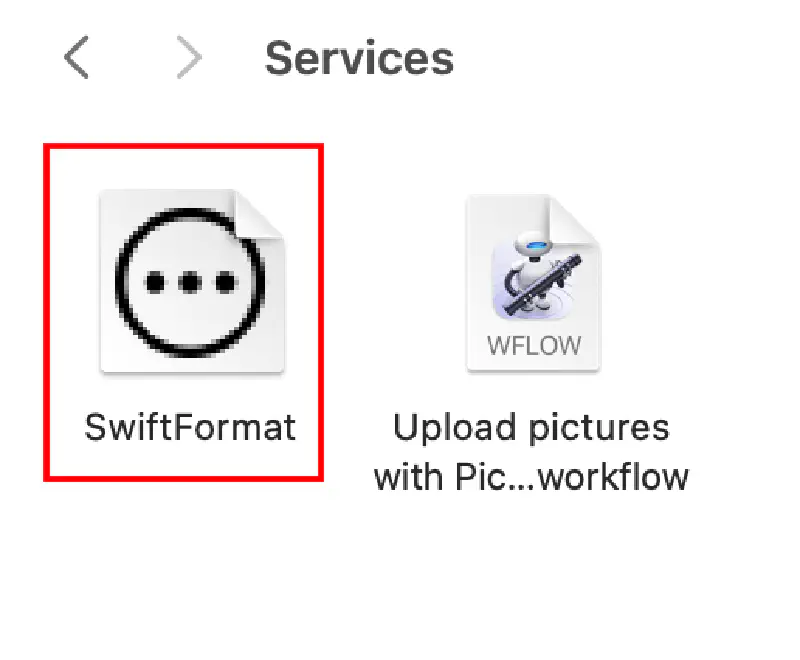 Services
SwiftFormat
WFLOW
Upload pictures
with Pic...workflow